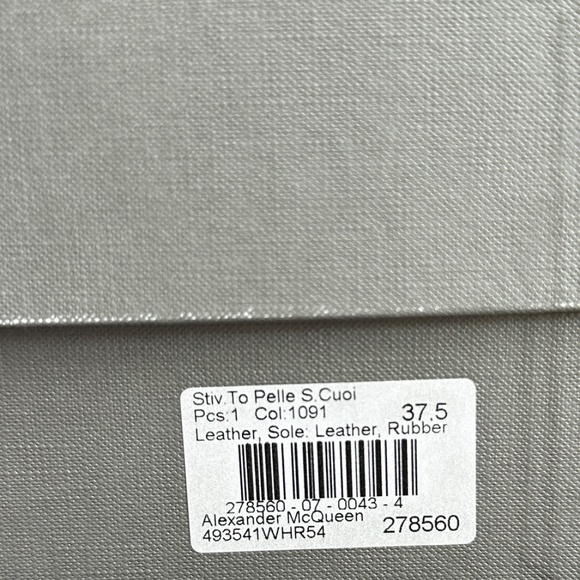 Stiv.To Pelle S.Cuoi
Pcs:1 Col:1091 37.5
Leather, Sole: Leather, Rubber
278560 - 07 - 0043 - 4
Alexander McQueen 278560
493541WHR54